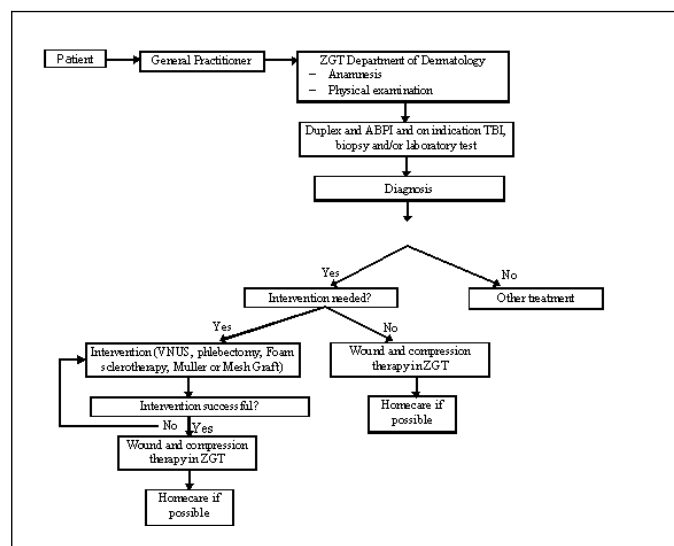 Patient
General Practitioner
ZGT Department of Dermatology
– Anamnesis
– Physical examination
Duplex and ABPI and on indication TBI,
biopsy and/or laboratory test
Diagnosis
Yes
No
Intervention needed?
Other treatment
Yes
No
Intervention (VNUS, phlebectomy, Foam
sclerotherapy, Muller or Mesh Graft)
Wound and compression
therapy in ZGT
Intervention successful?
Homecare if
possible
No
Yes
Wound and compression
therapy in ZGT
Homecare if
possible